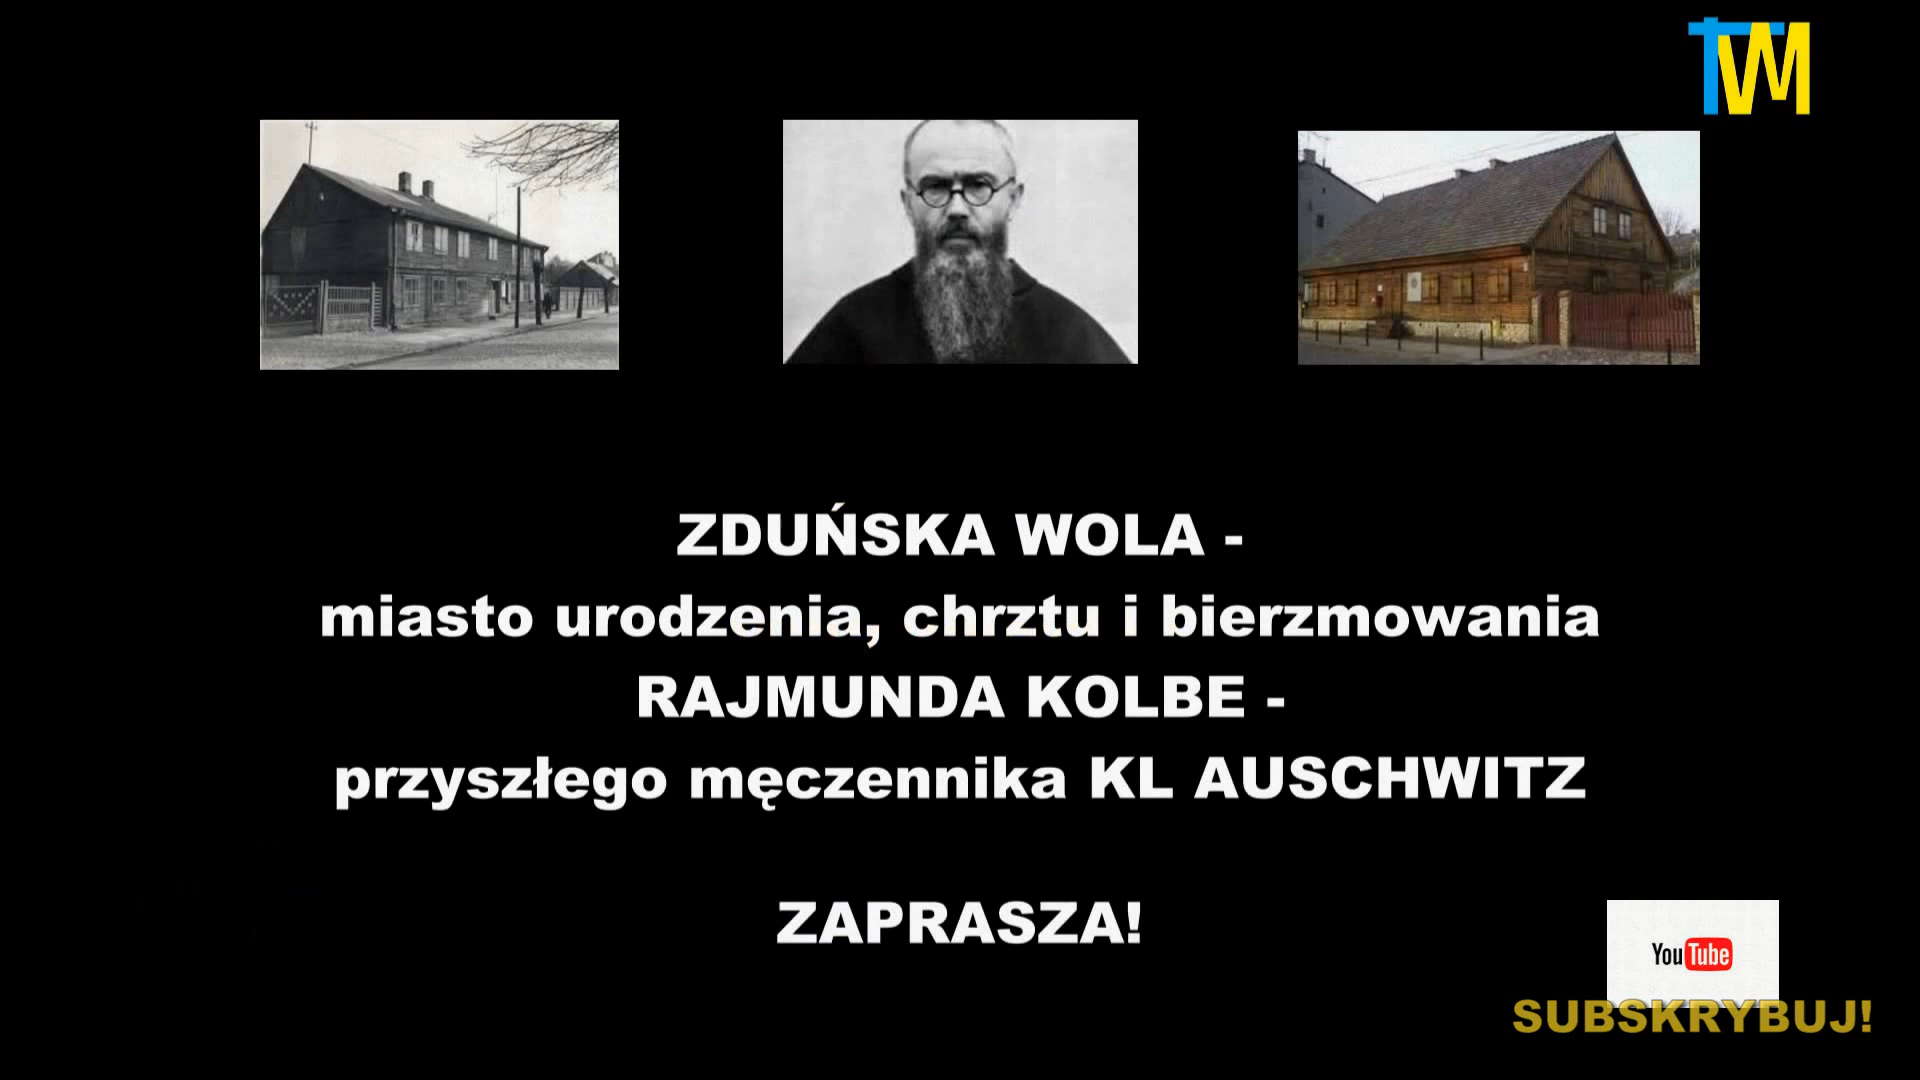 TVM
ZDUŃSKA WOLA -
miasto urodzenia, chrztu i bierzmowania
RAJMUNDA KOLBE -
przyszłego męczennika KL AUSCHWITZ
ZAPRASZA!
YouTube
SUBSKRYBUJ!